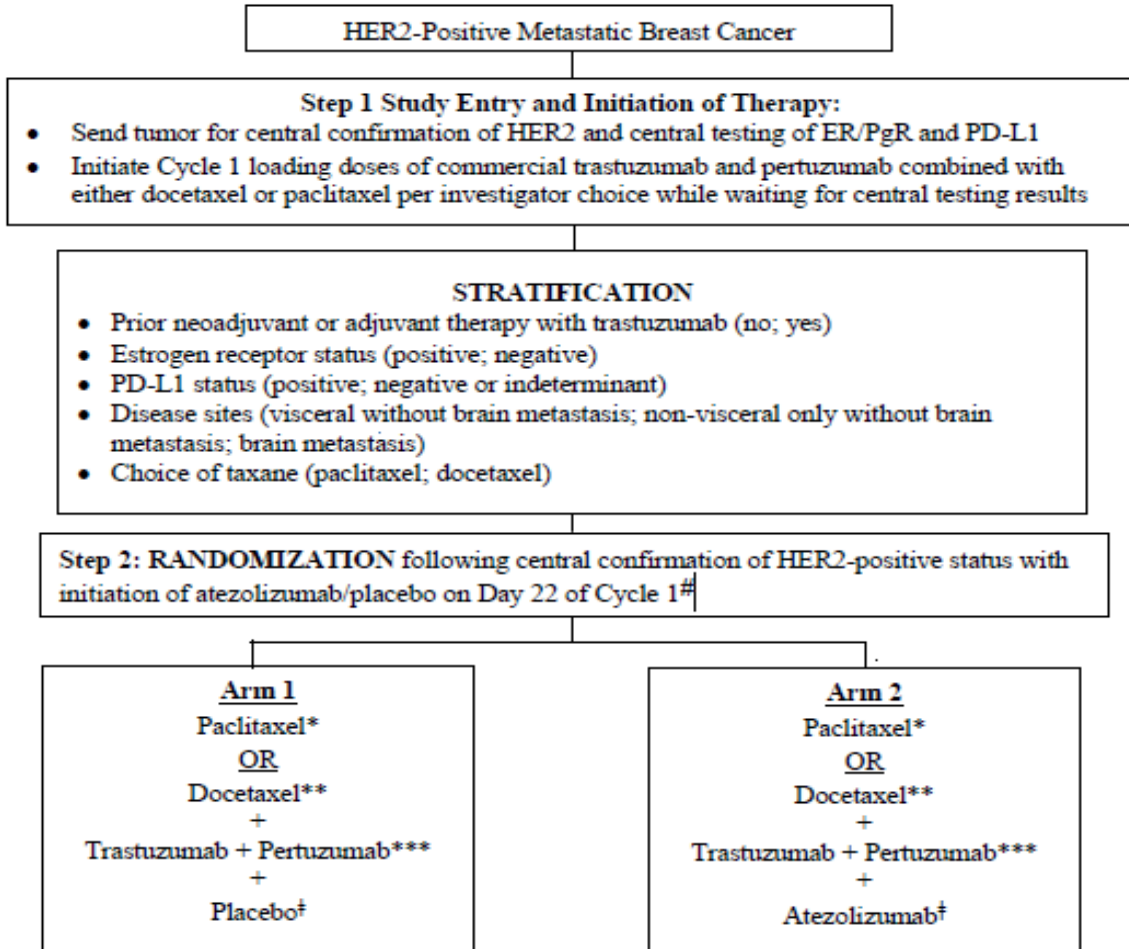 HER2-Positive Metastatic Breast Cancer
Step 1 Study Entry and Initiation of Therapy:
• Send tumor for central confirmation of HER2 and central testing of ER/PgR and PD-L1
• Initiate Cycle 1 loading doses of commercial trastuzumab and pertuzumab combined with
either docetaxel or paclitaxel per investigator choice while waiting for central testing results
STRATIFICATION
• Prior neoadjuvant or adjuvant therapy with trastuzumab (no; yes)
• Estrogen receptor status (positive; negative)
• PD-L1 status (positive; negative or indeterminant)
• Disease sites (visceral without brain metastasis; non-visceral only without brain
metastasis; brain metastasis)
• Choice of taxane (paclitaxel; docetaxel)
Step 2: RANDOMIZATION following central confirmation of HER2-positive status with
initiation of atezolizumab/placebo on Day 22 of Cycle 1#
Arm 1
Paclitaxel*
OR
Docetaxel**
+
Trastuzumab + Pertuzumab***
+
Placebo‡
Arm 2
Paclitaxel*
OR
Docetaxel**
+
Trastuzumab + Pertuzumab***
+
Atezolizumab‡